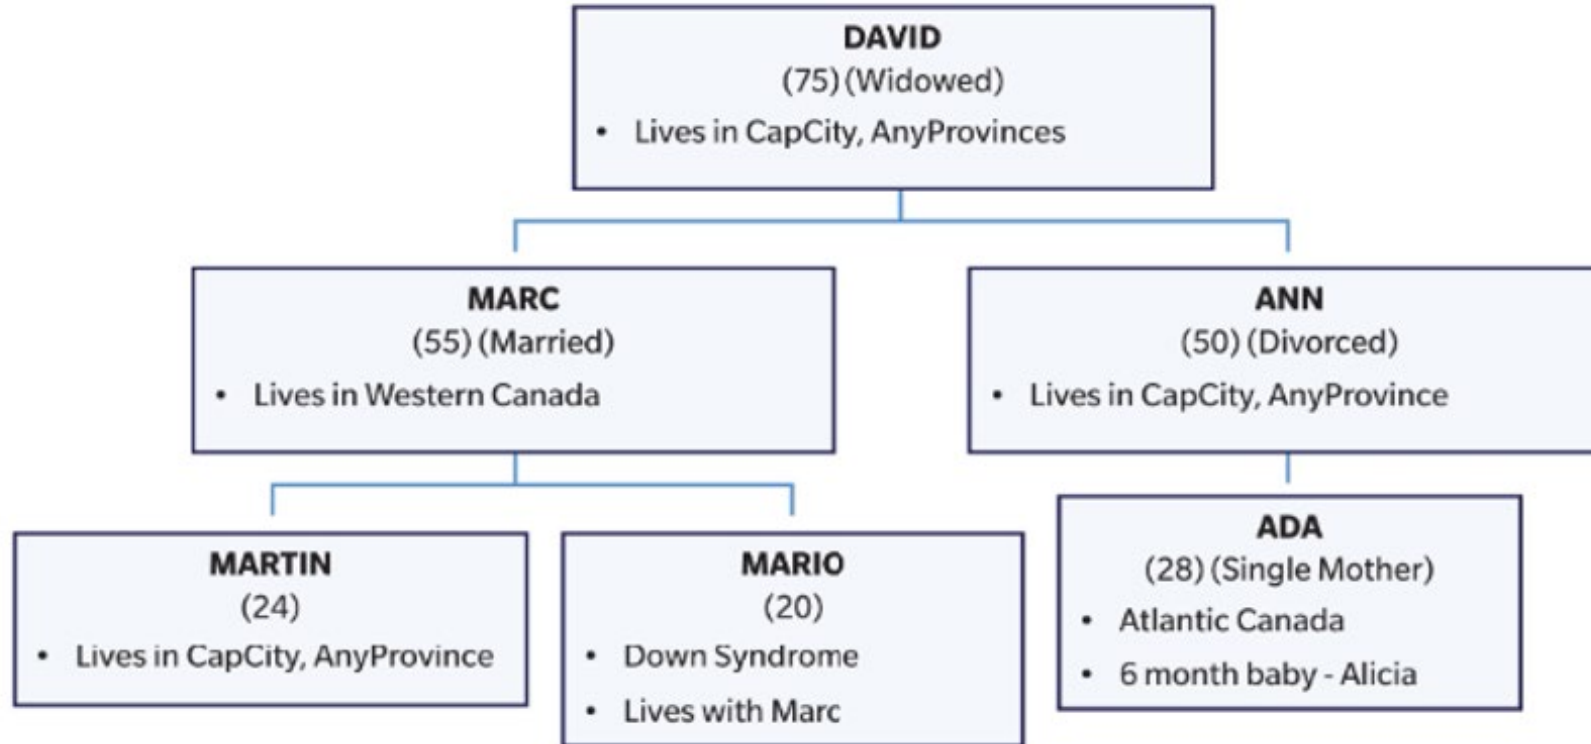 DAVID
(75) (Widowed)
• Lives in CapCity, AnyProvinces
MARC
(55) (Married)
• Lives in Western Canada
ANN
(50) (Divorced)
• Lives in CapCity, AnyProvince
MARTIN
(24)
• Lives in CapCity, AnyProvince
MARIO
(20)
• Down Syndrome
• Lives with Marc
ADA
(28) (Single Mother)
• Atlantic Canada
• 6 month baby - Alicia